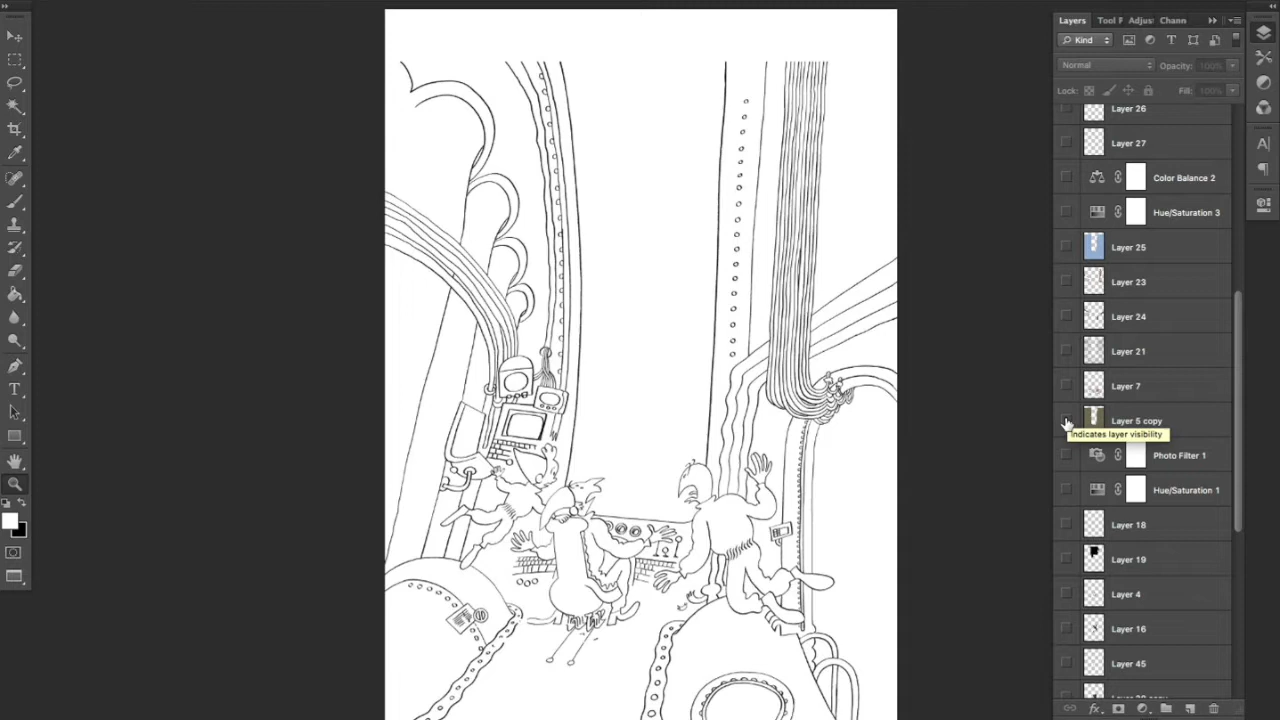 Layers Tool F Adjus Chann
Kind
Normal Opacity: 100%
Lock: Fill: 100%
Layer 26
Layer 27
Color Balance 2
Hue/Saturation 3
Layer 25
Layer 23
Layer 24
Layer 21
Layer 7
Layer 5 copy
Indicates layer visibility
Photo Filter 1
Hue/Saturation 1
Layer 18
Layer 19
Layer 4
Layer 16
Layer 45